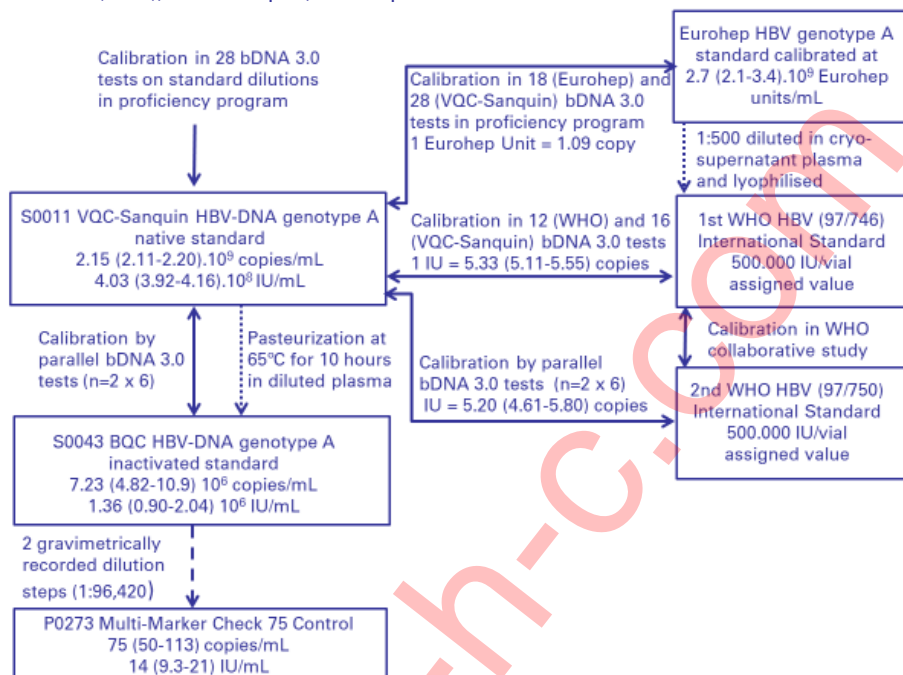 Calibration in 28 bDNA 3.0
tests on standard dilutions
in proficiency program
Eurohep HBV genotype A
standard calibrated at
2.7 (2.1-3.4).10⁹ Eurohep
units/mL
Calibration in 18 (Eurohep) and
28 (VQC-Sanquin) bDNA 3.0
tests in proficiency program
1 Eurohep Unit = 1.09 copy
1:500 diluted in cryo-
supernatant plasma
and lyophilised
S0011 VQC-Sanquin HBV-DNA genotype A
native standard
2.15 (2.11-2.20).10⁹ copies/mL
4.03 (3.92-4.16).10⁸ IU/mL
Calibration in 12 (WHO) and 16
(VQC-Sanquin) bDNA 3.0 tests
1 IU = 5.33 (5.11-5.55) copies
1st WHO HBV (97/746)
International Standard
500.000 IU/vial
assigned value
Calibration by
parallel bDNA 3.0
tests (n=2 x 6)
Pasteurization at
65ºC for 10 hours
in diluted plasma
Calibration by parallel
bDNA 3.0 tests (n=2 x 6)
IU = 5.20 (4.61-5.80) copies
Calibration in WHO
collaborative study
2nd WHO HBV (97/750)
International Standard
500.000 IU/vial
assigned value
S0043 BQC HBV-DNA genotype A
inactivated standard
7.23 (4.82-10.9) 10⁶ copies/mL
1.36 (0.90-2.04) 10⁶ IU/mL
2 gravimetrically
recorded dilution
steps (1:96,420)
P0273 Multi-Marker Check 75 Control
75 (50-113) copies/mL
14 (9.3-21) IU/mL